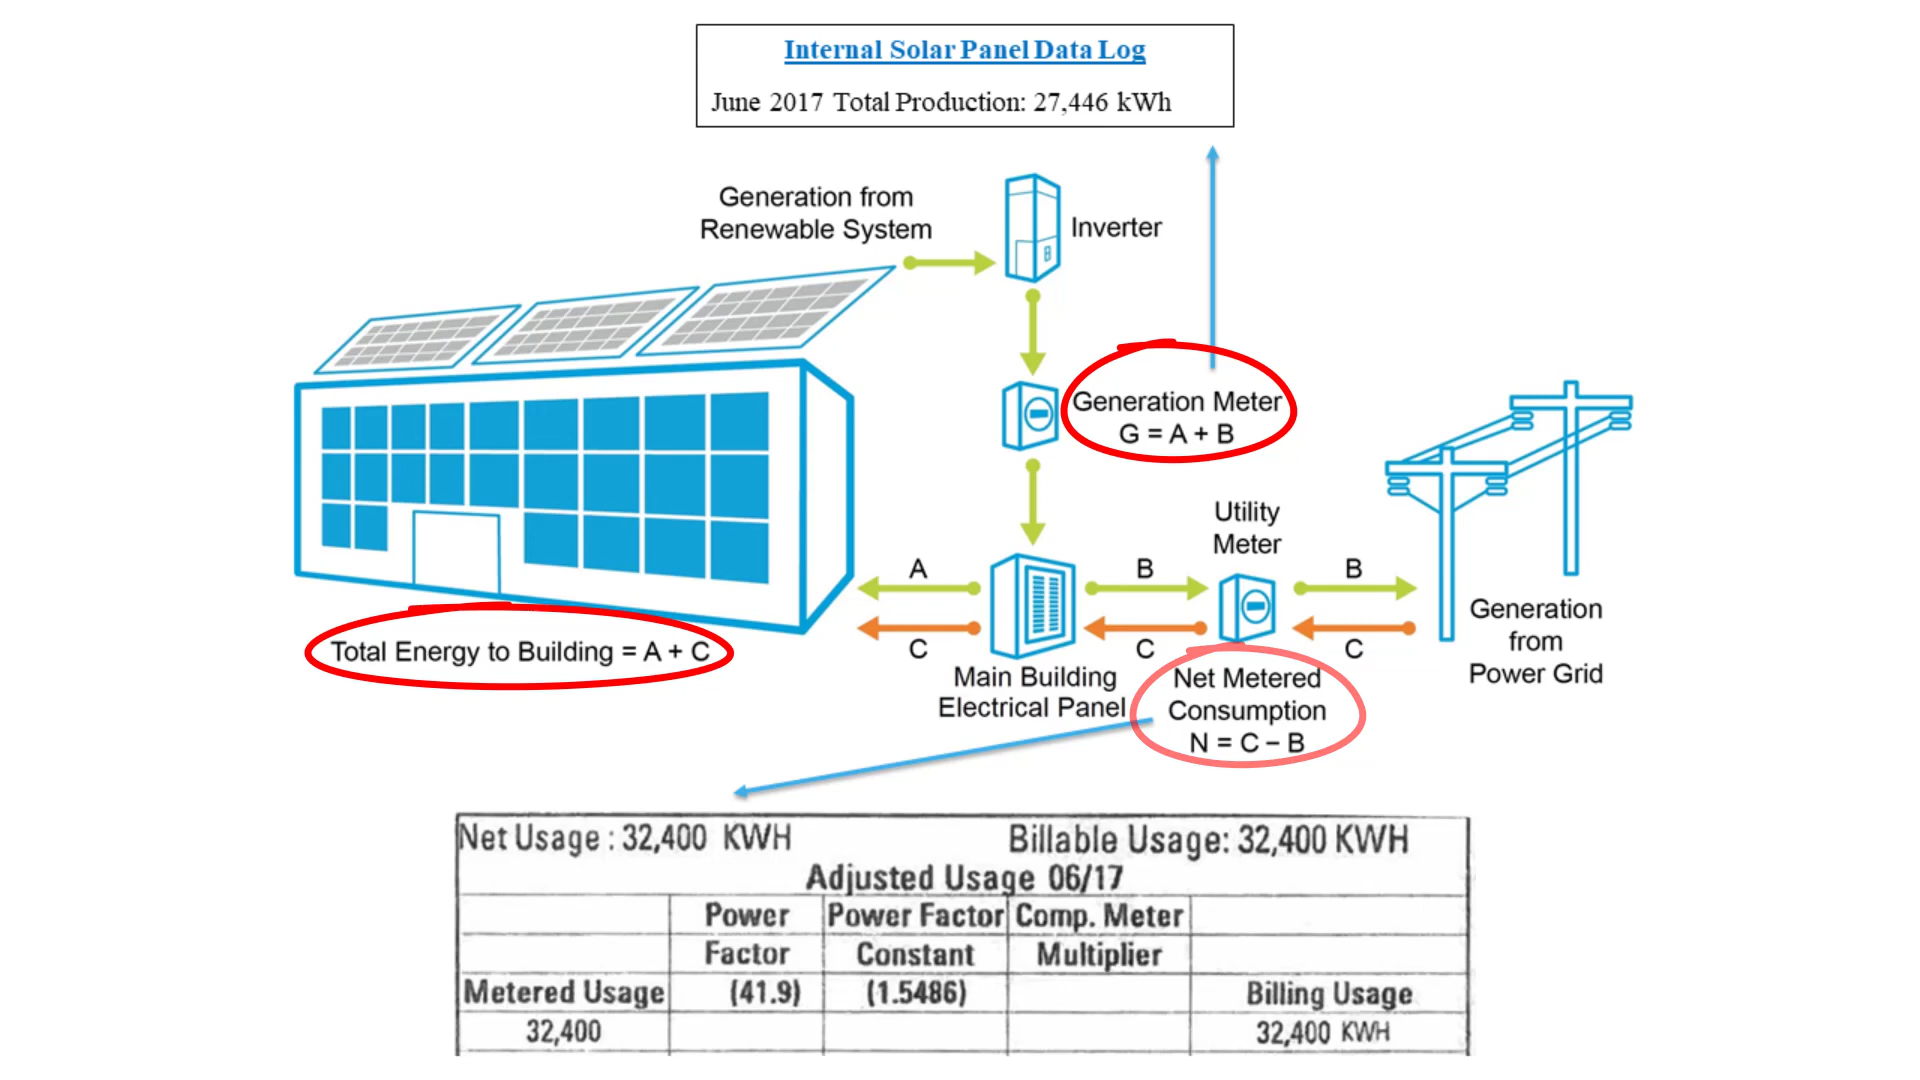 Internal Solar Panel Data Log
June 2017 Total Production: 27,446 kWh
Generation from
Renewable System
Inverter
Generation Meter
G = A + B
Utility
Meter
A
B
B
C
C
C
Generation
from
Power Grid
Total Energy to Building = A + C
Main Building
Electrical Panel
Net Metered
Consumption
N = C – B
Net Usage : 32,400 KWH
Billable Usage: 32,400 KWH
Adjusted Usage 06/17
Power Power Factor Comp. Meter
Factor Constant Multiplier
Metered Usage (41.9) (1.5486) Billing Usage
32,400 32,400 KWH